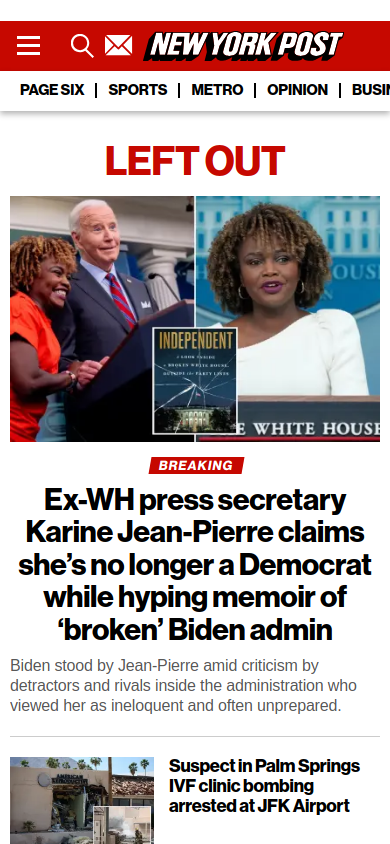 NEW YORK POST
PAGE SIX | SPORTS | METRO | OPINION | BUSIN
LEFT OUT
INDEPENDENT
A LOOK INSIDE
A BROKEN WHITE HOUSE,
OUTSIDE the PARTY LINES
E WHITE HOUSE
BREAKING
Ex-WH press secretary
Karine Jean-Pierre claims
she's no longer a Democrat
while hyping memoir of
'broken' Biden admin
Biden stood by Jean-Pierre amid criticism by
detractors and rivals inside the administration who
viewed her as ineloquent and often unprepared.
AMERICAN
REPRODUCTIVE
Suspect in Palm Springs
IVF clinic bombing
arrested at JFK Airport